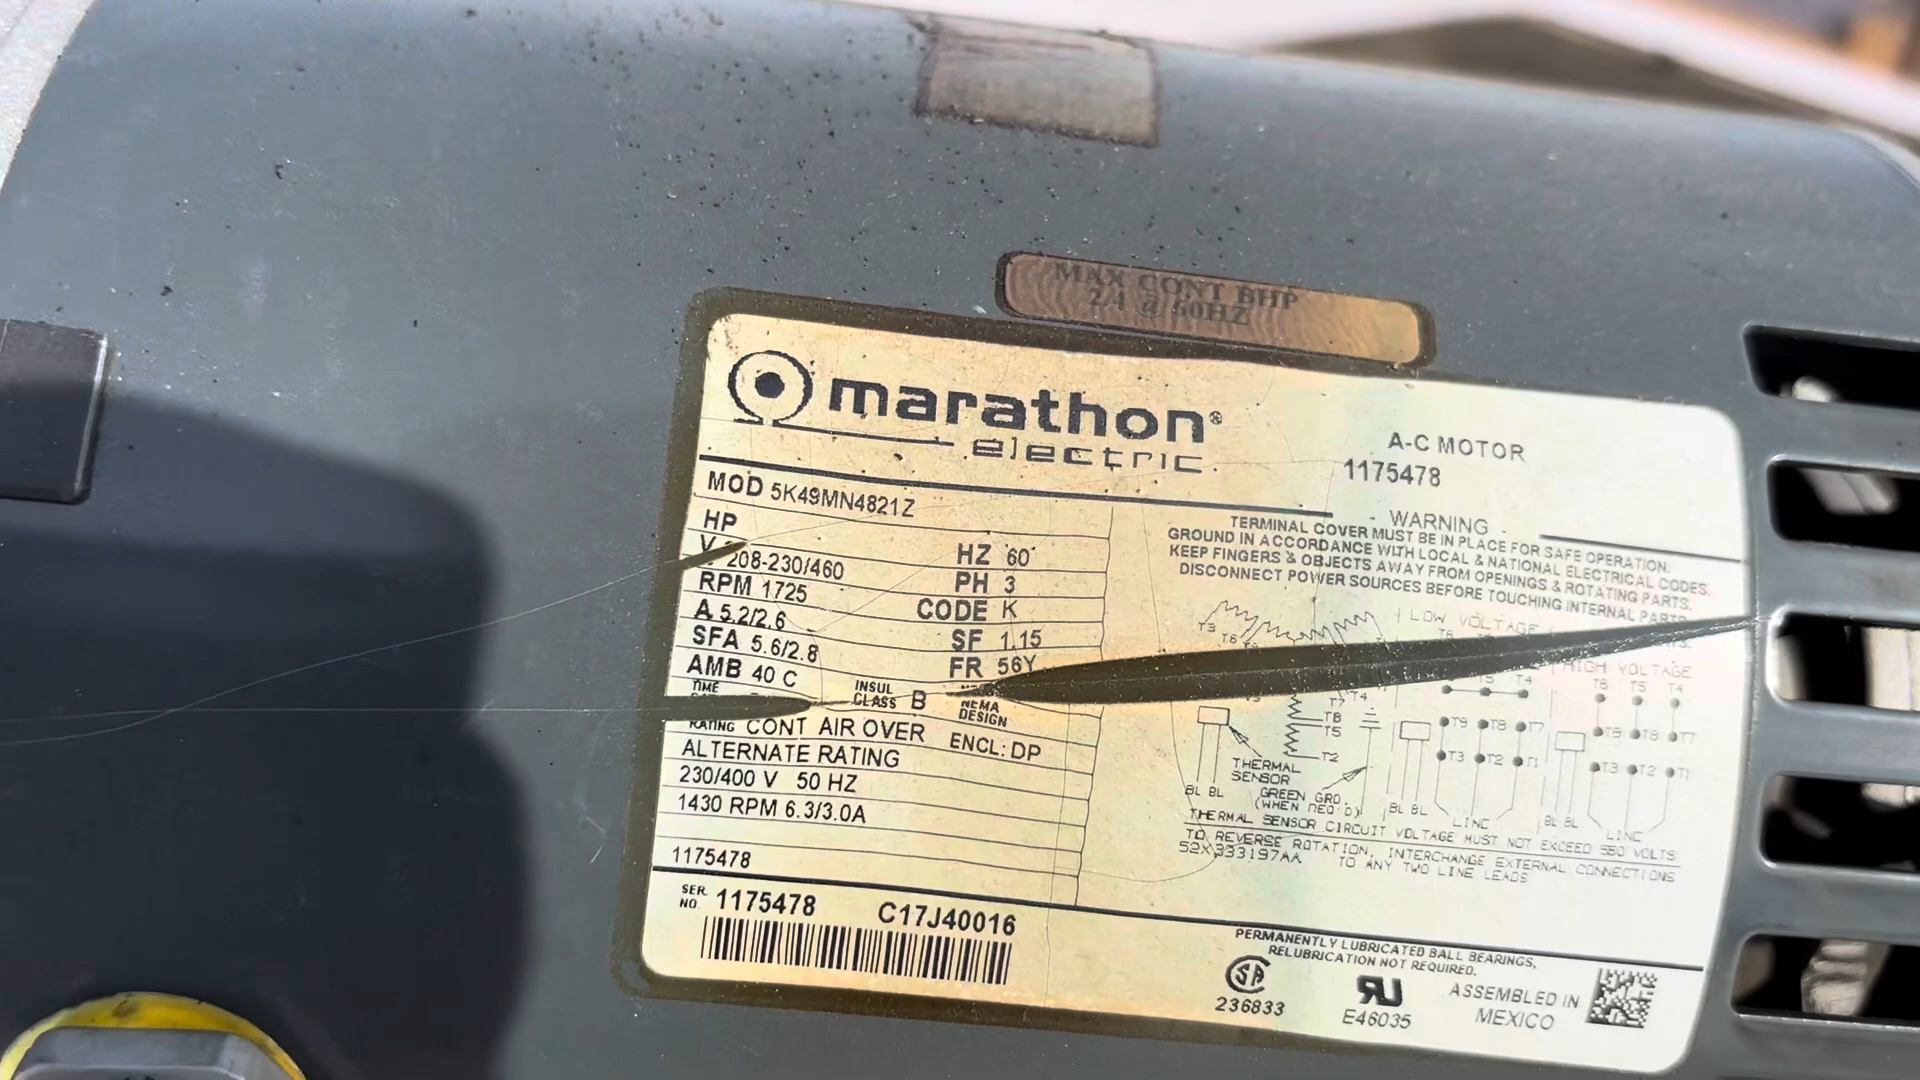 MAX CONT BHP
@ 60HZ
marathon®
electric
A-C MOTOR
1175478
MOD 5K49MN4821Z
HP
V 208-230/460
HZ 60
RPM 1725
PH 3
A 5.2/2.6
CODE K
SFA 5.6/2.8
SF 1.15
AMB 40 C
FR 56Y
INSUL CLASS B
NEMA DESIGN
TIME
RATING CONT AIR OVER
ENCL: DP
ALTERNATE RATING
230/400 V 50 HZ
1430 RPM 6.3/3.0A
1175478
SER. NO. 1175478 C17J40016
- WARNING -
TERMINAL COVER MUST BE IN PLACE FOR SAFE OPERATION.
GROUND IN ACCORDANCE WITH LOCAL & NATIONAL ELECTRICAL CODES.
KEEP FINGERS & OBJECTS AWAY FROM OPENINGS & ROTATING PARTS.
DISCONNECT POWER SOURCES BEFORE TOUCHING INTERNAL PARTS.
LOW VOLTAGE
HIGH VOLTAGE
T3 T6
T6 T5 T4
T7 T4
T5 T4
T8
T5
T2
T9 T8 T7
T9 T8 T7
T3 T2 T1
T3 T2 T1
THERMAL
SENSOR
BL BL
GREEN GRD.
(WHEN REQ'D)
BL BL
LINE
BL BL
LINE
THERMAL SENSOR CIRCUIT VOLTAGE MUST NOT EXCEED 550 VOLTS
TO REVERSE ROTATION, INTERCHANGE EXTERNAL CONNECTIONS
52X333197AA TO ANY TWO LINE LEADS
PERMANENTLY LUBRICATED BALL BEARINGS,
RELUBRICATION NOT REQUIRED.
236833
E46035
ASSEMBLED IN
MEXICO